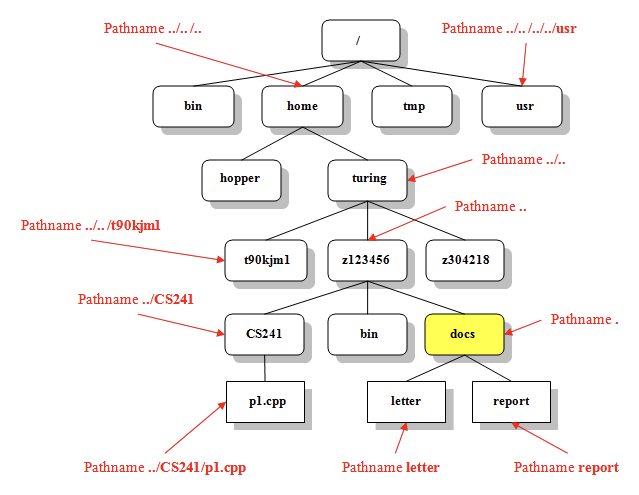 Pathname ../../..
Pathname ../../../../usr
/
bin
home
tmp
usr
Pathname ../..
hopper
turing
Pathname ..
Pathname ../../t90kjm1
t90kjm1
z123456
z304218
Pathname ../CS241
Pathname .
CS241
bin
docs
p1.cpp
letter
report
Pathname ../CS241/p1.cpp
Pathname letter
Pathname report